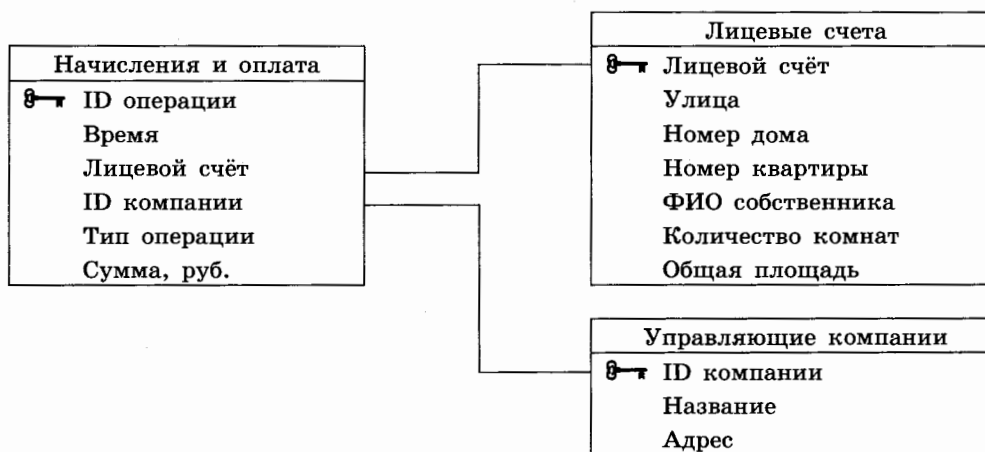 Начисления и оплата
ID операции
Время
Лицевой счёт
ID компании
Тип операции
Сумма, руб.
Лицевые счета
Лицевой счёт
Улица
Номер дома
Номер квартиры
ФИО собственника
Количество комнат
Общая площадь
Управляющие компании
ID компании
Название
Адрес